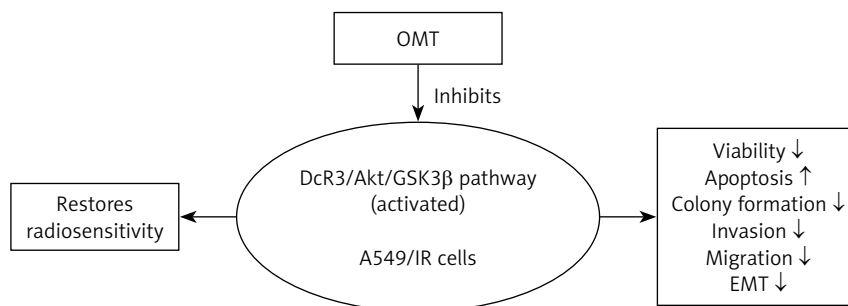 OMT
Inhibits
DcR3/Akt/GSK3β pathway
(activated)
A549/IR cells
Restores
radiosensitivity
Viability ↓
Apoptosis ↑
Colony formation ↓
Invasion ↓
Migration ↓
EMT ↓